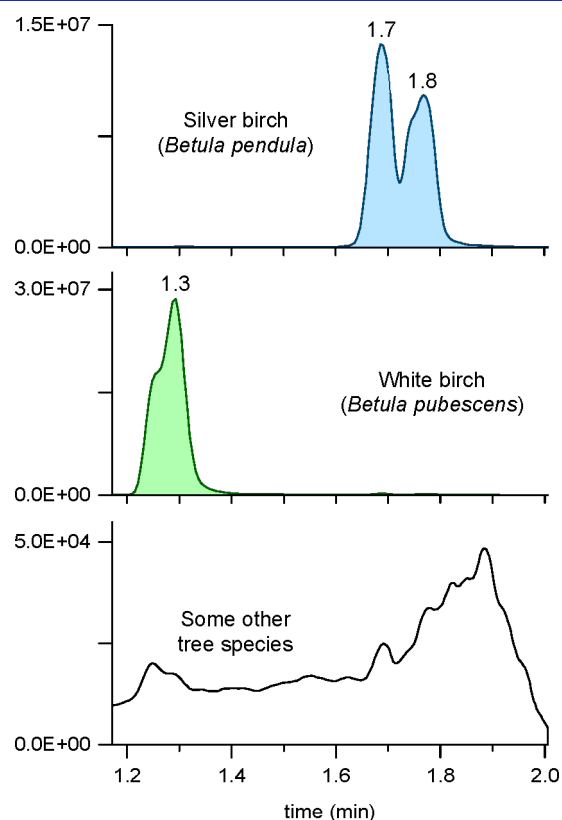 1.5E+07
1.7
1.8
Silver birch
(Betula pendula)
0.0E+00
3.0E+07
1.3
White birch
(Betula pubescens)
0.0E+00
5.0E+04
Some other
tree species
0.0E+00
1.2 1.4 1.6 1.8 2.0
time (min)